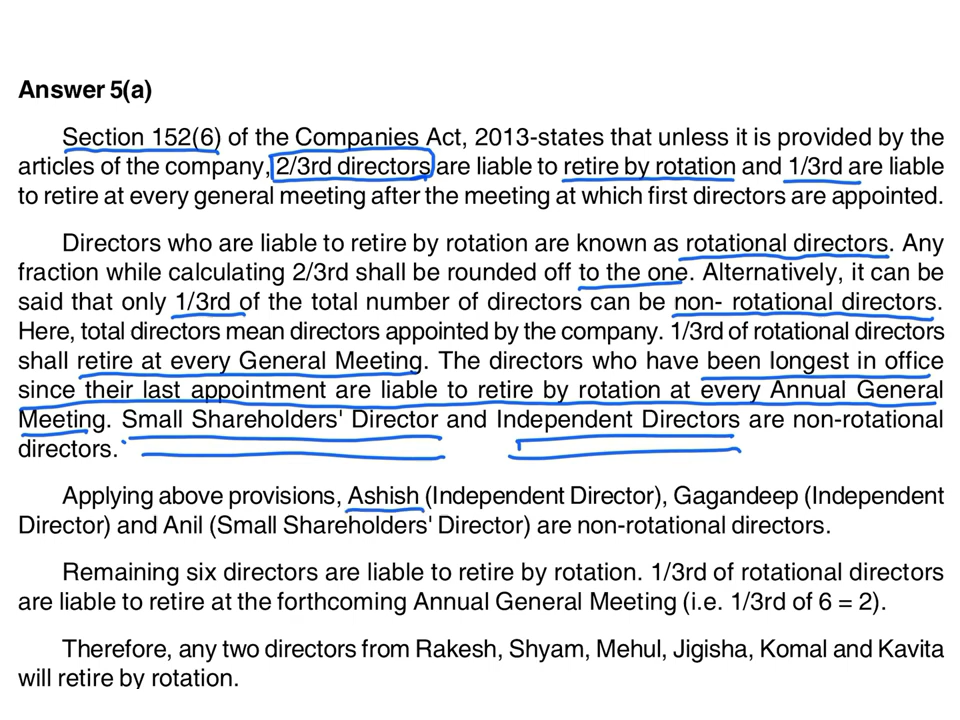 Answer 5(a)
Section 152(6) of the Companies Act, 2013-states that unless it is provided by the
articles of the company, 2/3rd directors are liable to retire by rotation and 1/3rd are liable
to retire at every general meeting after the meeting at which first directors are appointed.
Directors who are liable to retire by rotation are known as rotational directors. Any
fraction while calculating 2/3rd shall be rounded off to the one. Alternatively, it can be
said that only 1/3rd of the total number of directors can be non- rotational directors.
Here, total directors mean directors appointed by the company. 1/3rd of rotational directors
shall retire at every General Meeting. The directors who have been longest in office
since their last appointment are liable to retire by rotation at every Annual General
Meeting. Small Shareholders' Director and Independent Directors are non-rotational
directors.
Applying above provisions, Ashish (Independent Director), Gagandeep (Independent
Director) and Anil (Small Shareholders' Director) are non-rotational directors.
Remaining six directors are liable to retire by rotation. 1/3rd of rotational directors
are liable to retire at the forthcoming Annual General Meeting (i.e. 1/3rd of 6 = 2).
Therefore, any two directors from Rakesh, Shyam, Mehul, Jigisha, Komal and Kavita
will retire by rotation.